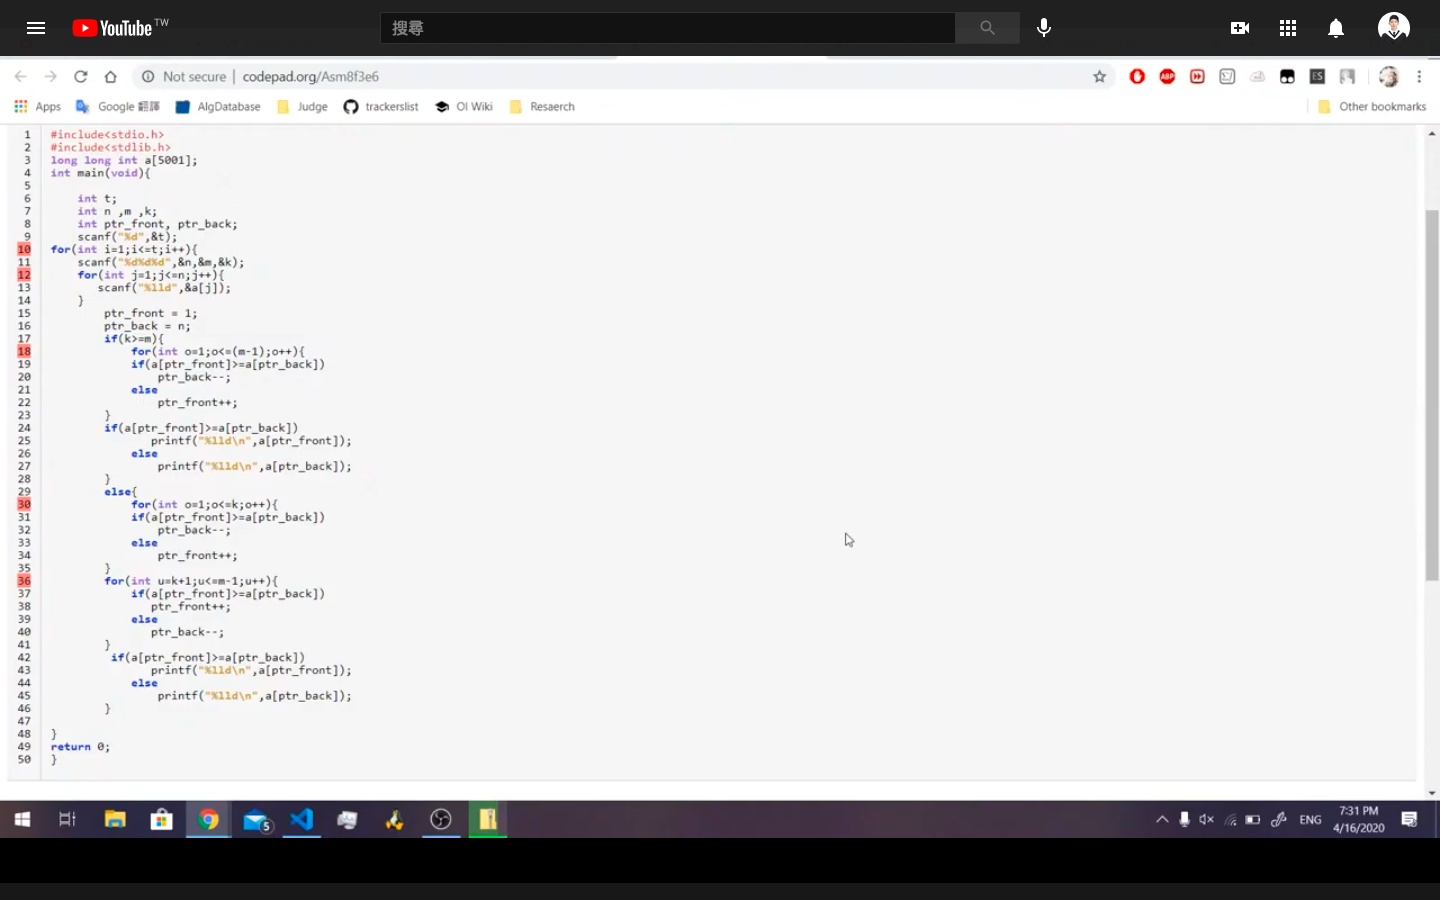 YouTube TW
搜尋
Not secure | codepad.org/Asm8f3e6
ABP
ES
Apps Google 翻譯 AlgDatabase Judge trackerslist OI Wiki Resaerch Other bookmarks
1 #include<stdio.h>
2 #include<stdlib.h>
3 long long int a[5001];
4 int main(void){
5
6 int t;
7 int n ,m ,k;
8 int ptr_front, ptr_back;
9 scanf("%d",&t);
10 for(int i=1;i<=t;i++){
11 scanf("%d%d%d",&n,&m,&k);
12 for(int j=1;j<=n;j++){
13 scanf("%lld",&a[j]);
14 }
15 ptr_front = 1;
16 ptr_back = n;
17 if(k>=m){
18 for(int o=1;o<=(m-1);o++){
19 if(a[ptr_front]>=a[ptr_back])
20 ptr_back--;
21 else
22 ptr_front++;
23 }
24 if(a[ptr_front]>=a[ptr_back])
25 printf("%lld\n",a[ptr_front]);
26 else
27 printf("%lld\n",a[ptr_back]);
28 }
29 else{
30 for(int o=1;o<=k;o++){
31 if(a[ptr_front]>=a[ptr_back])
32 ptr_back--;
33 else
34 ptr_front++;
35 }
36 for(int u=k+1;u<=m-1;u++){
37 if(a[ptr_front]>=a[ptr_back])
38 ptr_front++;
39 else
40 ptr_back--;
41 }
42 if(a[ptr_front]>=a[ptr_back])
43 printf("%lld\n",a[ptr_front]);
44 else
45 printf("%lld\n",a[ptr_back]);
46 }
47
48 }
49 return 0;
50 }
5
ENG
7:31 PM
4/16/2020